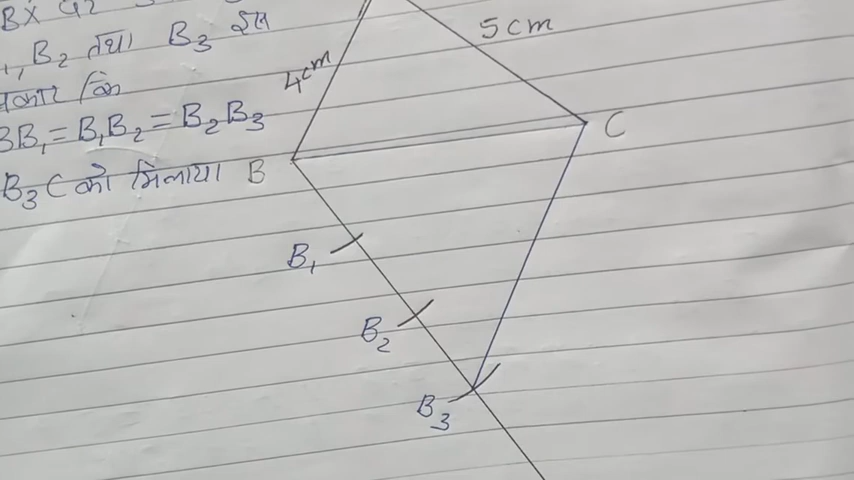 BX पर
, B₂ तथा B₃ इस
प्रकार कि
BB₁ = B₁B₂ = B₂B₃
B₃C को मिलाया
5cm
4cm
C
B
B₁
B₂
B₃